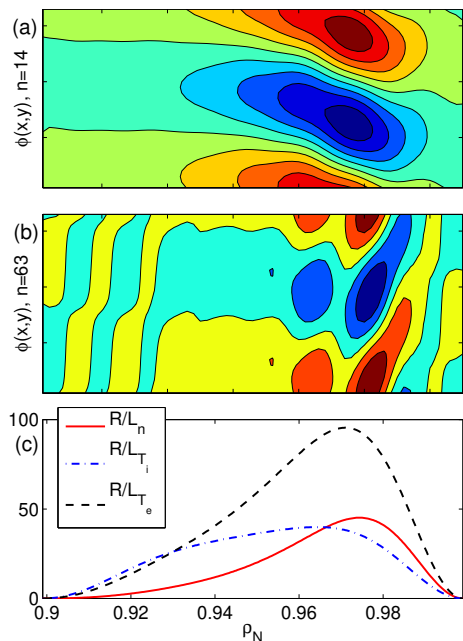 (a)
ϕ(x,y), n=14
(b)
ϕ(x,y), n=63
(c)
R/L_n
R/L_{T_i}
R/L_{T_e}
100
50
0
0.9 0.92 0.94 0.96 0.98
ρ_N